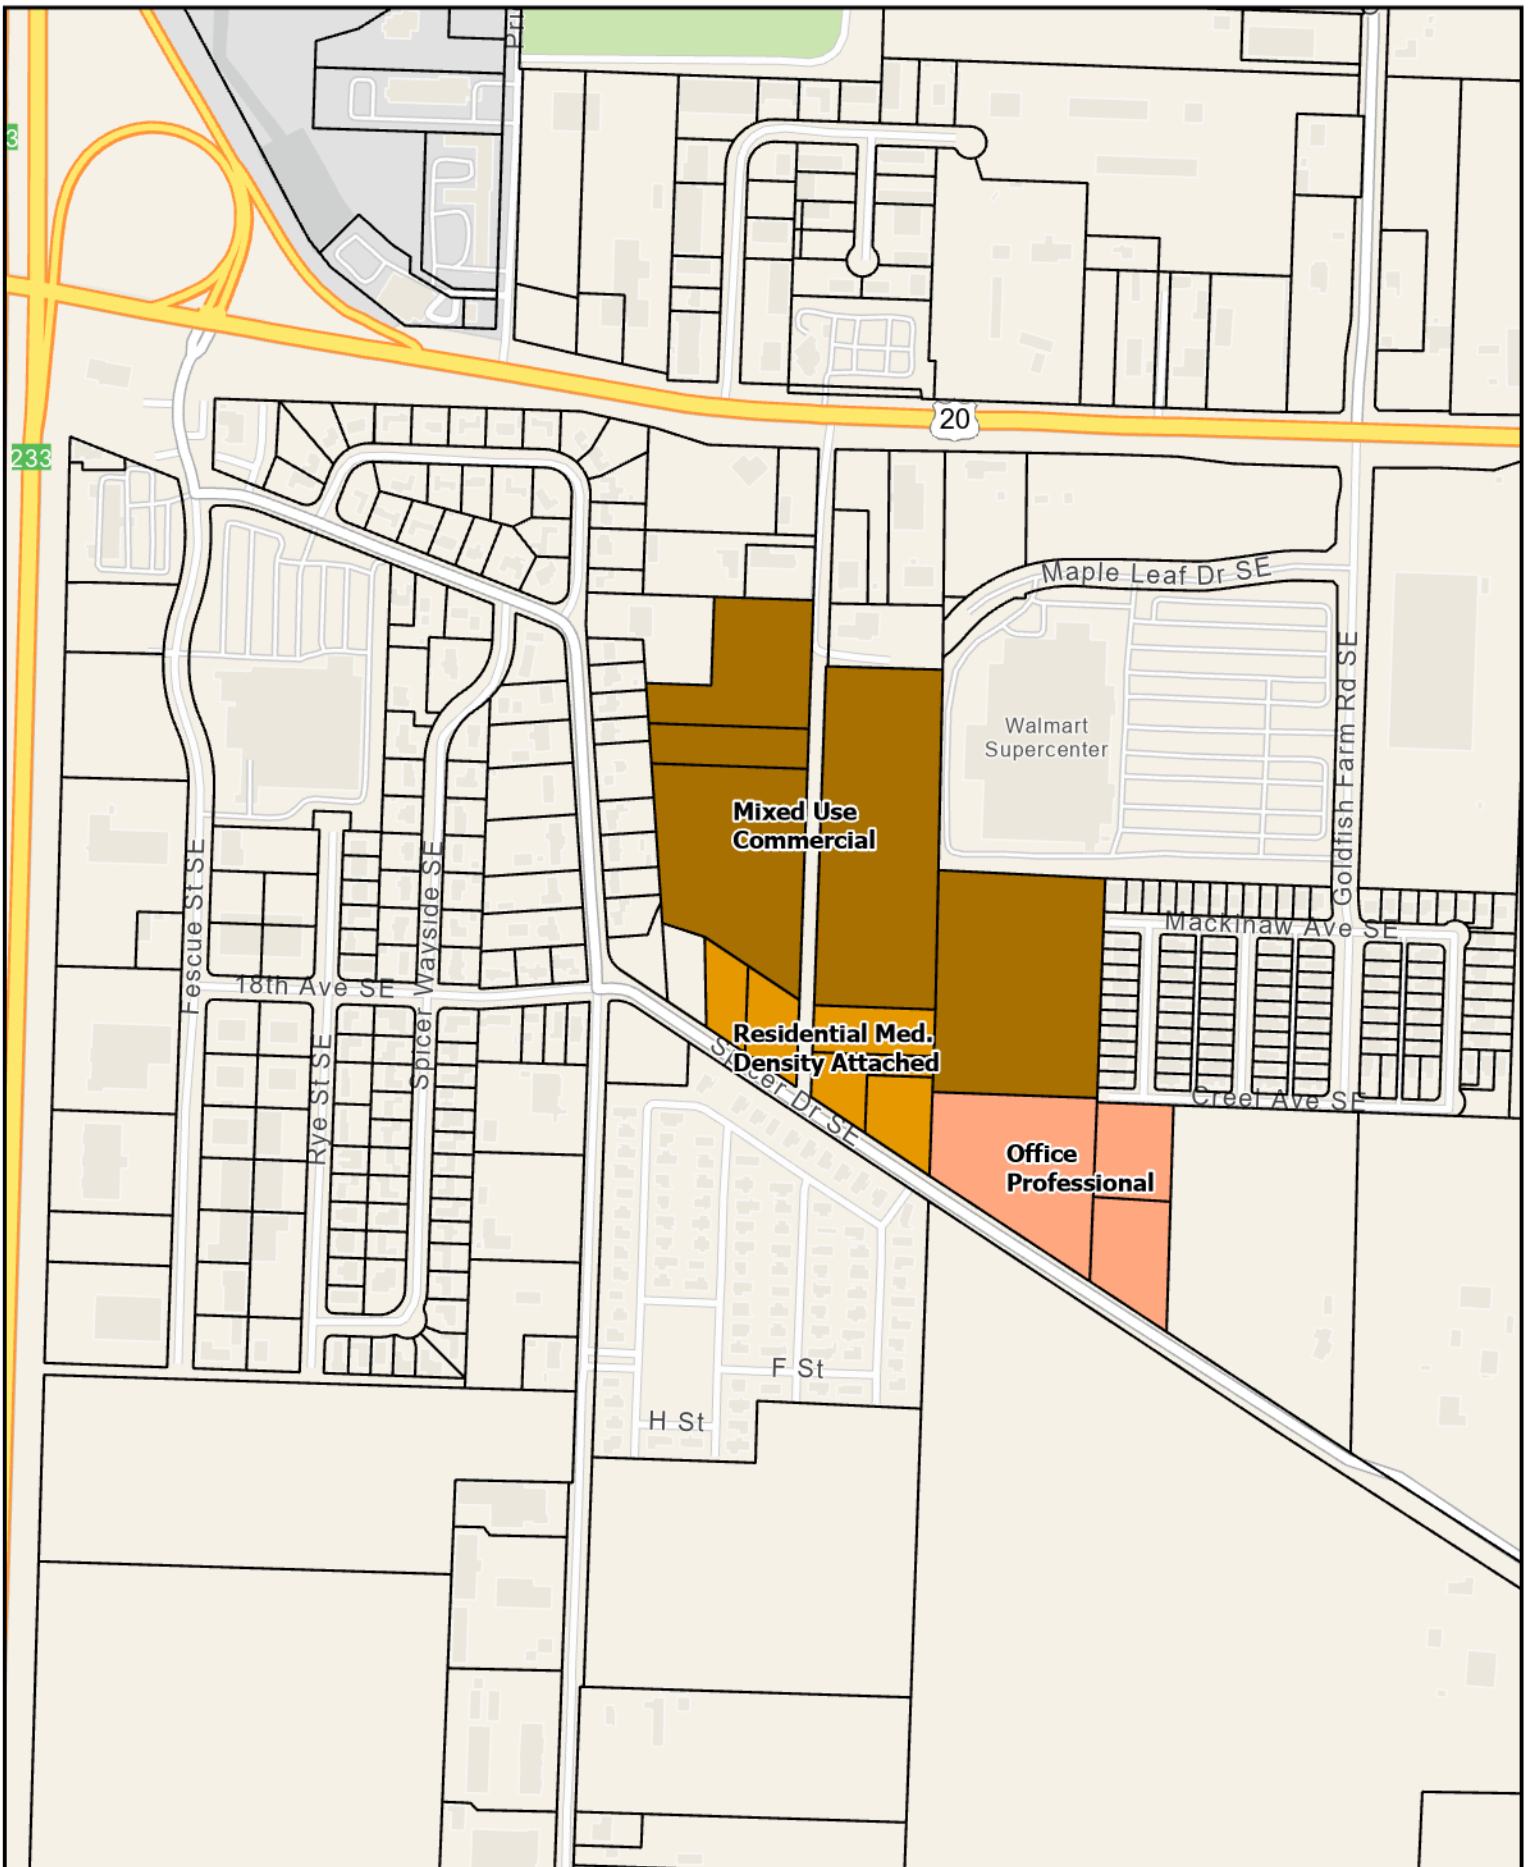 3
20
233
Maple Leaf Dr SE
Goldfish Farm Rd SE
Walmart
Supercenter
Mixed Use
Commercial
Fescue St SE
Spicer Wayside SE
Mackinaw Ave SE
18th Ave SE
Residential Med.
Density Attached
Rye St SE
Spicer Dr SE
Creel Ave SE
Office
Professional
F St
H St